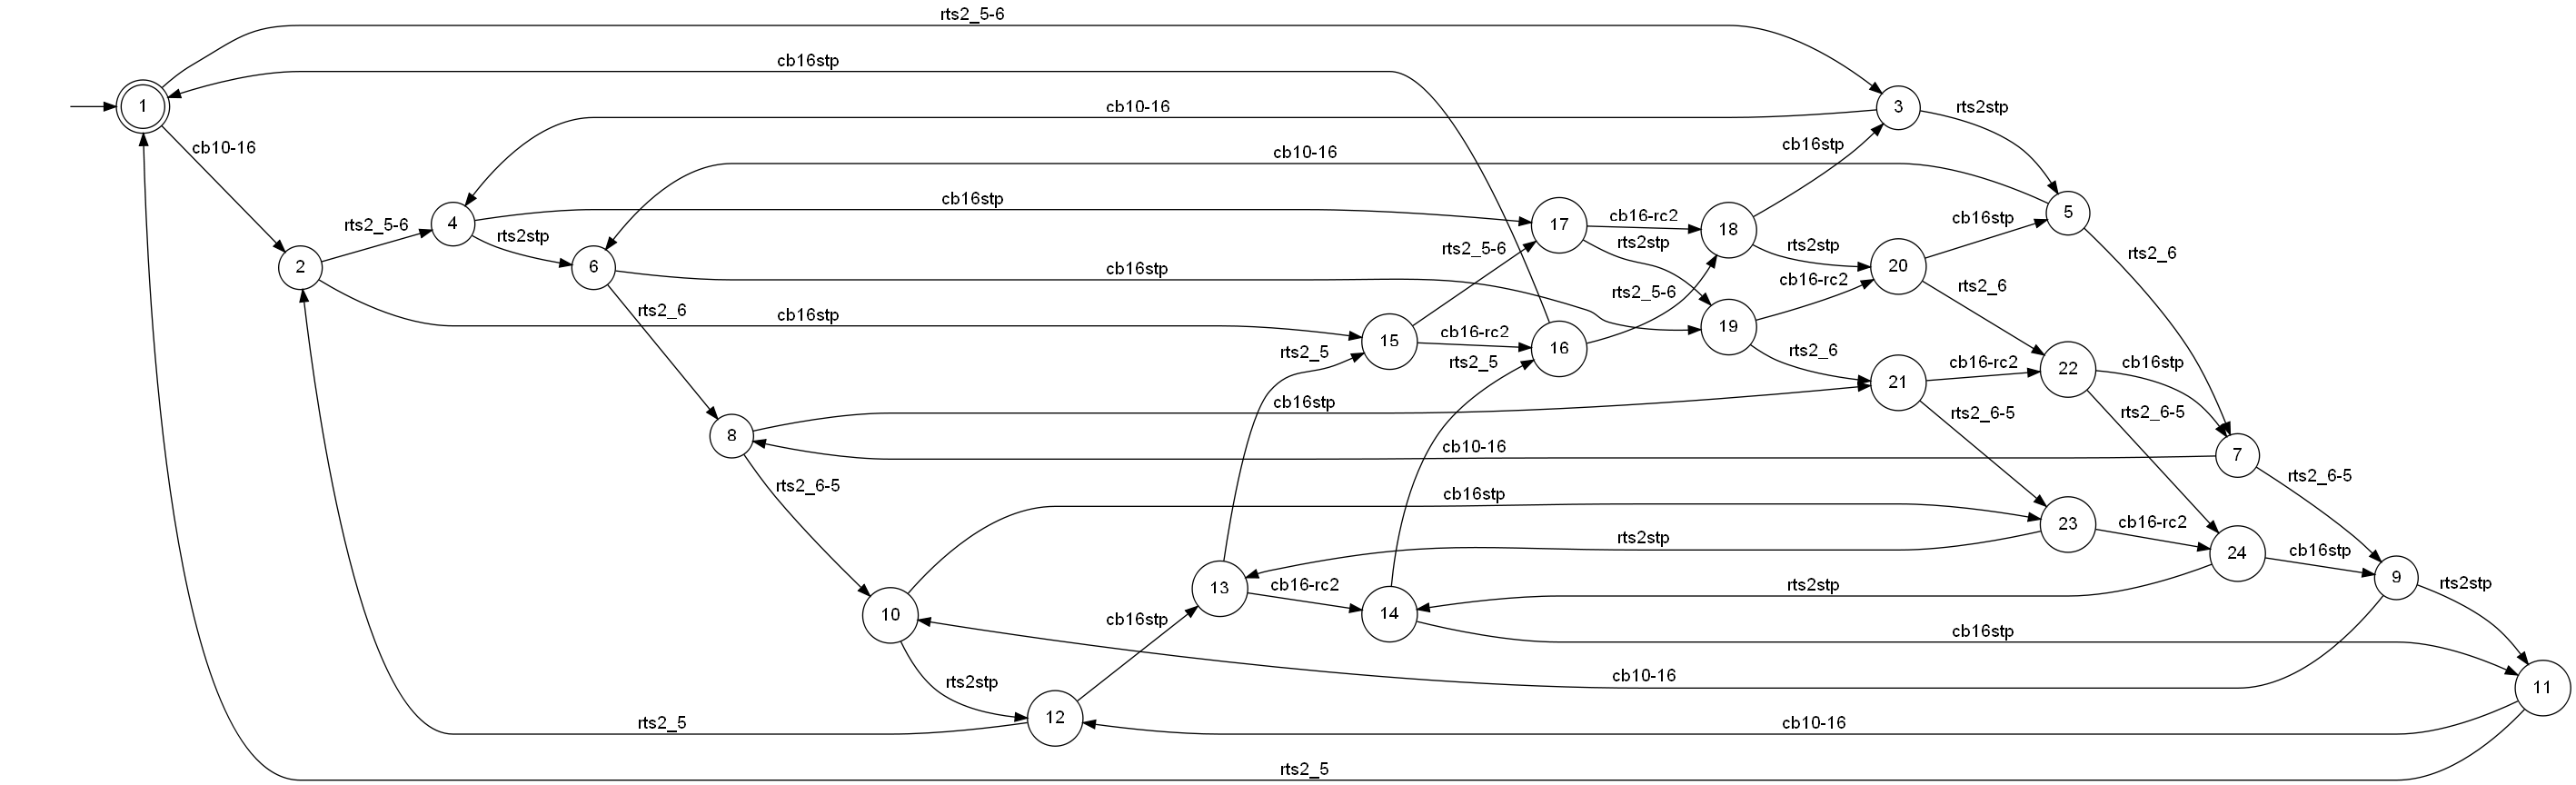 rts2_5-6
cb16stp
1
cb10-16
3
rts2stp
cb10-16
cb16stp
cb10-16
rts2_5-6
4
cb16stp
rts2stp
17
cb16-rc2
18
cb16stp
5
rts2stp
rts2stp
20
rts2_6
2
6
cb16stp
rts2_5-6
rts2_5-6
cb16-rc2
rts2_6
rts2_6
cb16stp
15
cb16-rc2
16
19
rts2_5
rts2_5
rts2_6
21
cb16-rc2
22
cb16stp
cb16stp
rts2_6-5
rts2_6-5
8
cb10-16
7
rts2_6-5
rts2_6-5
cb16stp
23
cb16-rc2
rts2stp
24
cb16stp
9
rts2stp
13
cb16-rc2
14
rts2stp
10
cb16stp
cb16stp
rts2stp
cb10-16
11
12
rts2_5
cb10-16
rts2_5